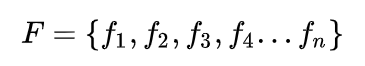 F = {f₁, f₂, f₃, f₄... fₙ}